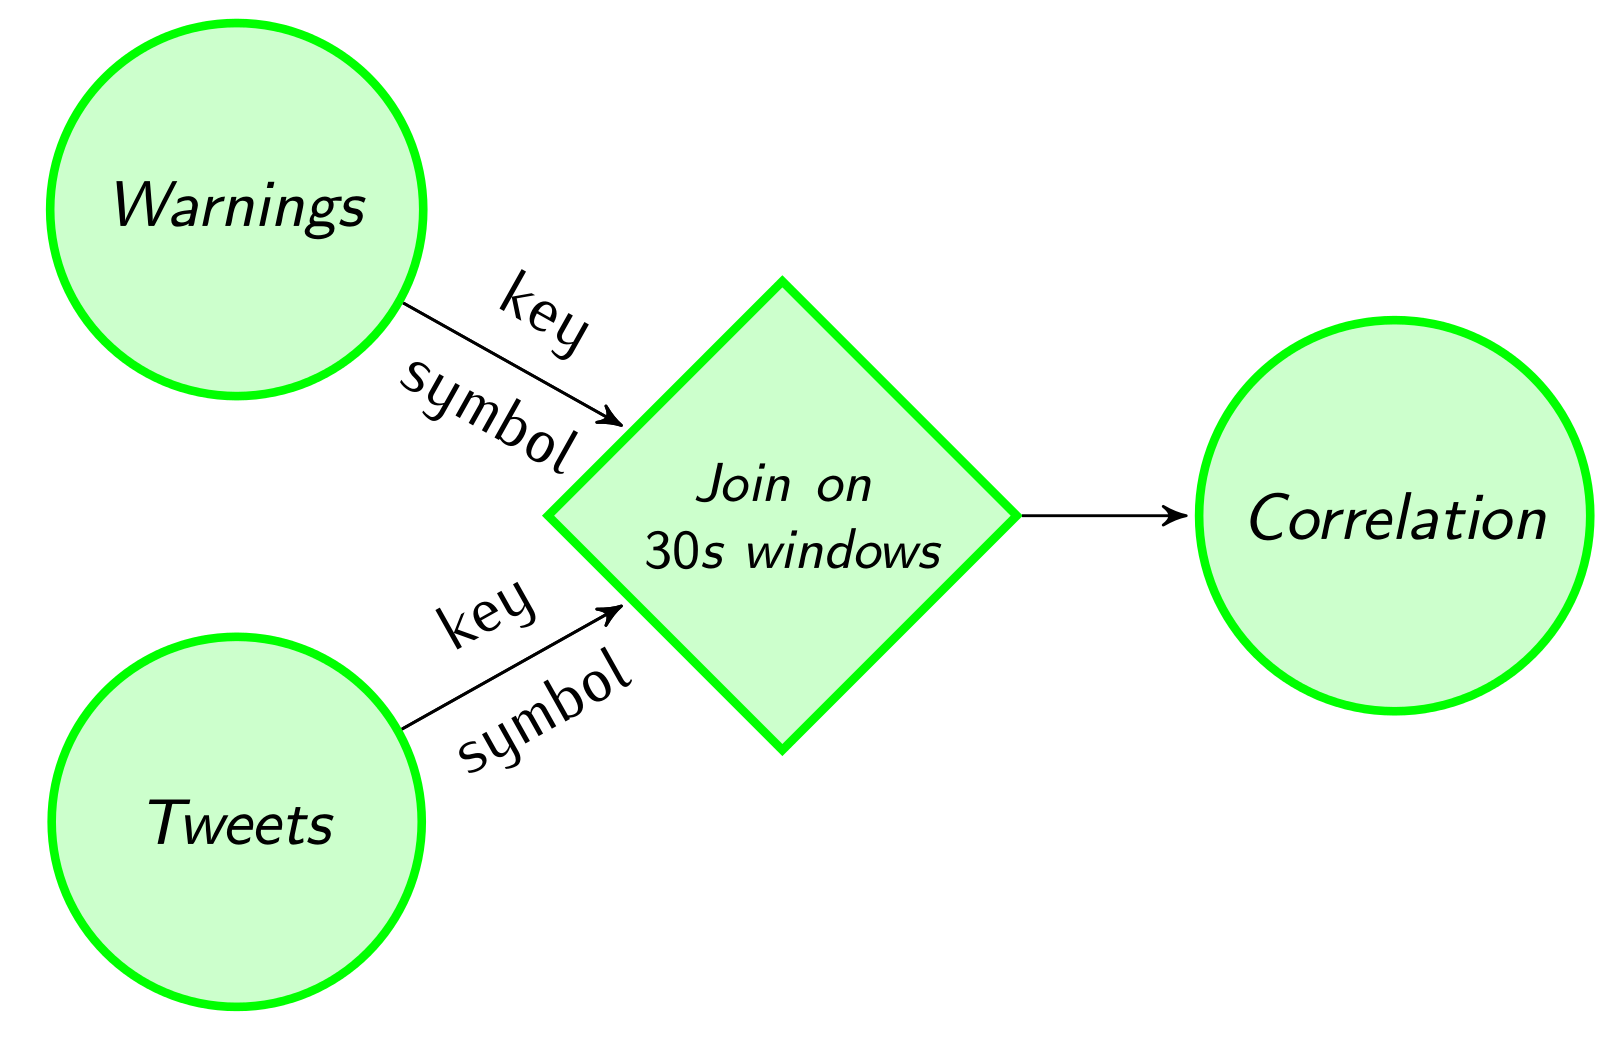 Warnings
key
symbol
Join on
30s windows
Correlation
key
symbol
Tweets